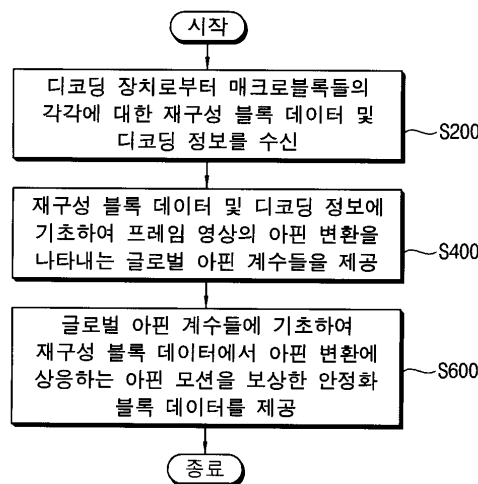 시작
디코딩 장치로부터 매크로블록들의
각각에 대한 재구성 블록 데이터 및
디코딩 정보를 수신
S200
재구성 블록 데이터 및 디코딩 정보에
기초하여 프레임 영상의 아핀 변환을
나타내는 글로벌 아핀 계수들을 제공
S400
글로벌 아핀 계수들에 기초하여
재구성 블록 데이터에서 아핀 변환에
상응하는 아핀 모션을 보상한 안정화
블록 데이터를 제공
S600
종료